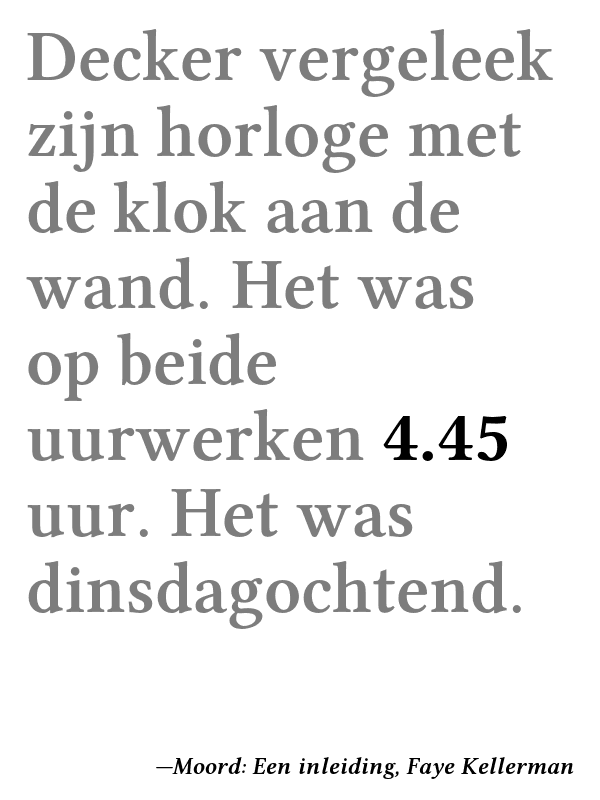 Decker vergeleek
zijn horloge met
de klok aan de
wand. Het was
op beide
uurwerken 4.45
uur. Het was
dinsdagochtend.
—Moord: Een inleiding, Faye Kellerman